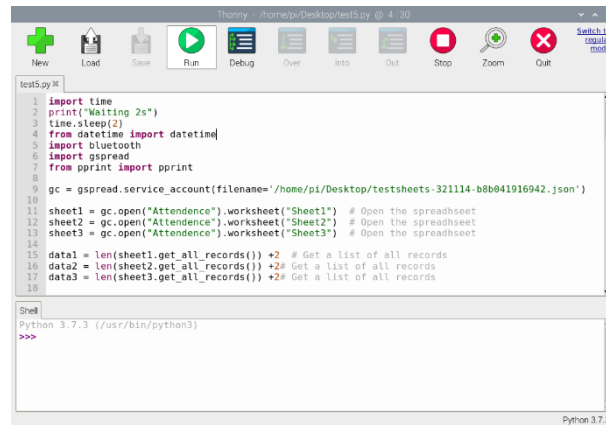 Thonny - /home/pi/Desktop/test5.py @ 4 : 30
New Load Save Run Debug Over Into Out Stop Zoom Quit
Switch t
regula
mod
test5.py
1 import time
2 print("Waiting 2s")
3 time.sleep(2)
4 from datetime import datetime
5 import bluetooth
6 import gspread
7 from pprint import pprint
8
9 gc = gspread.service_account(filename='/home/pi/Desktop/testsheets-321114-b8b041916942.json')
10
11 sheet1 = gc.open("Attendence").worksheet("Sheet1") # Open the spreadhseet
12 sheet2 = gc.open("Attendence").worksheet("Sheet2") # Open the spreadhseet
13 sheet3 = gc.open("Attendence").worksheet("Sheet3") # Open the spreadhseet
14
15 data1 = len(sheet1.get_all_records()) +2 # Get a list of all records
16 data2 = len(sheet2.get_all_records()) +2# Get a list of all records
17 data3 = len(sheet3.get_all_records()) +2# Get a list of all records
18
Shell
Python 3.7.3 (/usr/bin/python3)
>>>
Python 3.7.